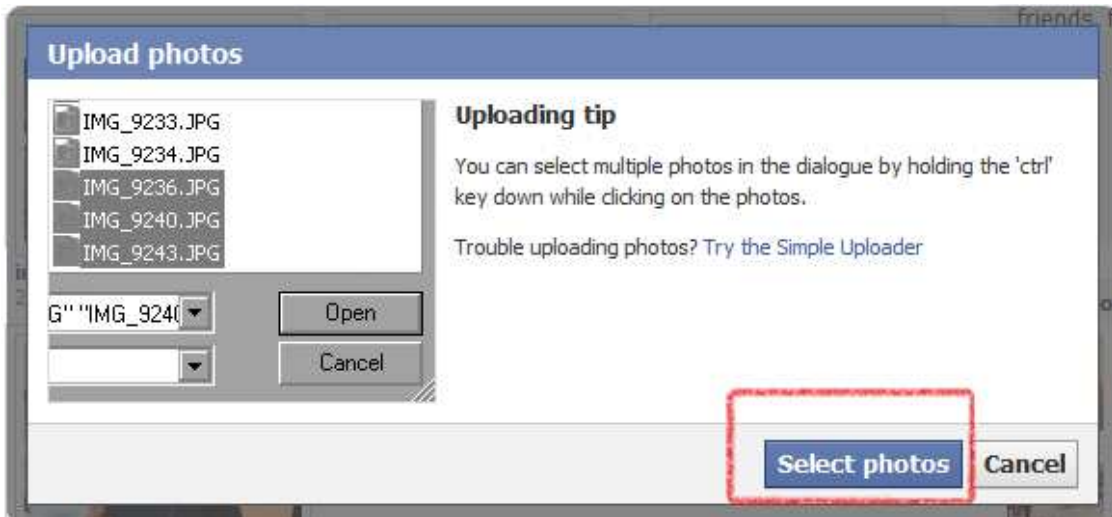 friends,
Upload photos
IMG_9233.JPG
IMG_9234.JPG
IMG_9236.JPG
IMG_9240.JPG
IMG_9243.JPG
G" "IMG_924
Open
Cancel
Uploading tip
You can select multiple photos in the dialogue by holding the 'ctrl'
key down while clicking on the photos.
Trouble uploading photos? Try the Simple Uploader
Select photos
Cancel